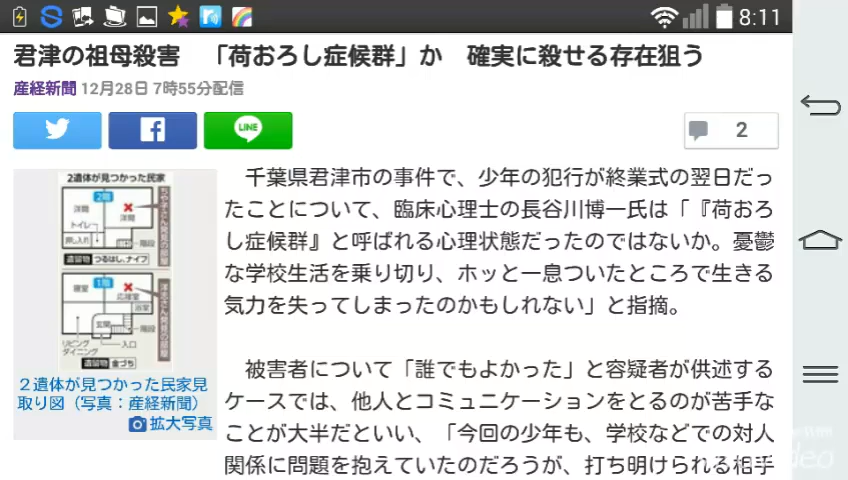 8:11
君津の祖母殺害 「荷おろし症候群」か 確実に殺せる存在狙う
産経新聞 12月28日 7時55分配信
LINE
2
千葉県君津市の事件で、少年の犯行が終業式の翌日だっ
たことについて、臨床心理士の長谷川博一氏は「『荷おろ
し症候群』と呼ばれる心理状態だったのではないか。憂鬱
な学校生活を乗り切り、ホッと一息ついたところで生きる
気力を失ってしまったのかもしれない」と指摘。
被害者について「誰でもよかった」と容疑者が供述する
ケースでは、他人とコミュニケーションをとるのが苦手な
ことが大半だといい、「今回の少年も、学校などでの対人
関係に問題を抱えていたのだろうが、打ち明けられる相手
2遺体が見つかった民家
2階
洋間
洋間
トイレ
押し入れ
階段
遺留物 つるはし、ナイフ
寝室
1階
応接室
浴室
玄関
階段
リビング
ダイニング
入口
遺留物 金づち
２遺体が見つかった民家見
取り図（写真：産経新聞）
拡大写真